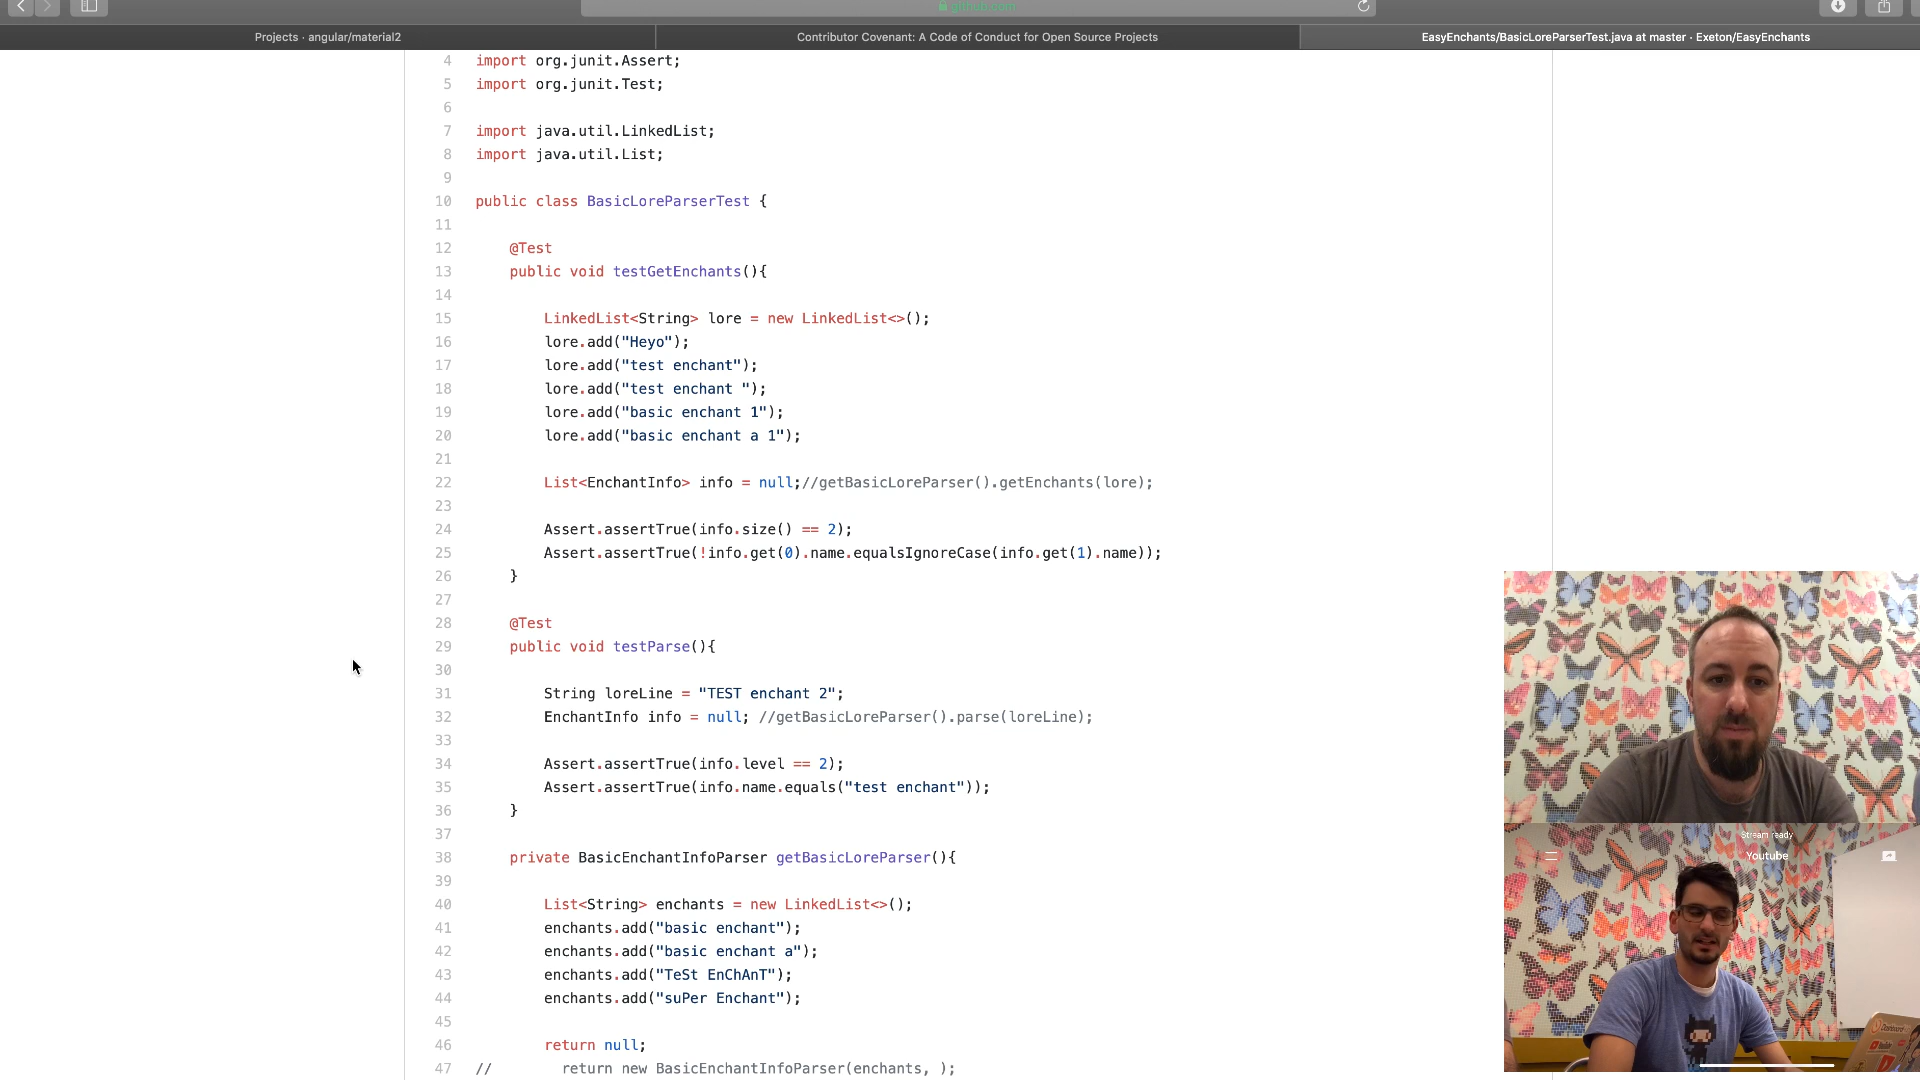 github.com
Projects · angular/material2
Contributor Covenant: A Code of Conduct for Open Source Projects
EasyEnchants/BasicLoreParserTest.java at master · Exeton/EasyEnchants
4 import org.junit.Assert;
5 import org.junit.Test;
6
7 import java.util.LinkedList;
8 import java.util.List;
9
10 public class BasicLoreParserTest {
11
12 @Test
13 public void testGetEnchants(){
14
15 LinkedList<String> lore = new LinkedList<>();
16 lore.add("Heyo");
17 lore.add("test enchant");
18 lore.add("test enchant ");
19 lore.add("basic enchant 1");
20 lore.add("basic enchant a 1");
21
22 List<EnchantInfo> info = null;//getBasicLoreParser().getEnchants(lore);
23
24 Assert.assertTrue(info.size() == 2);
25 Assert.assertTrue(!info.get(0).name.equalsIgnoreCase(info.get(1).name));
26 }
27
28 @Test
29 public void testParse(){
30
31 String loreLine = "TEST enchant 2";
32 EnchantInfo info = null; //getBasicLoreParser().parse(loreLine);
33
34 Assert.assertTrue(info.level == 2);
35 Assert.assertTrue(info.name.equals("test enchant"));
36 }
37
38 private BasicEnchantInfoParser getBasicLoreParser(){
39
40 List<String> enchants = new LinkedList<>();
41 enchants.add("basic enchant");
42 enchants.add("basic enchant a");
43 enchants.add("TeSt EnChAnT");
44 enchants.add("suPer Enchant");
45
46 return null;
47 // return new BasicEnchantInfoParser(enchants, );
Stream ready
Youtube